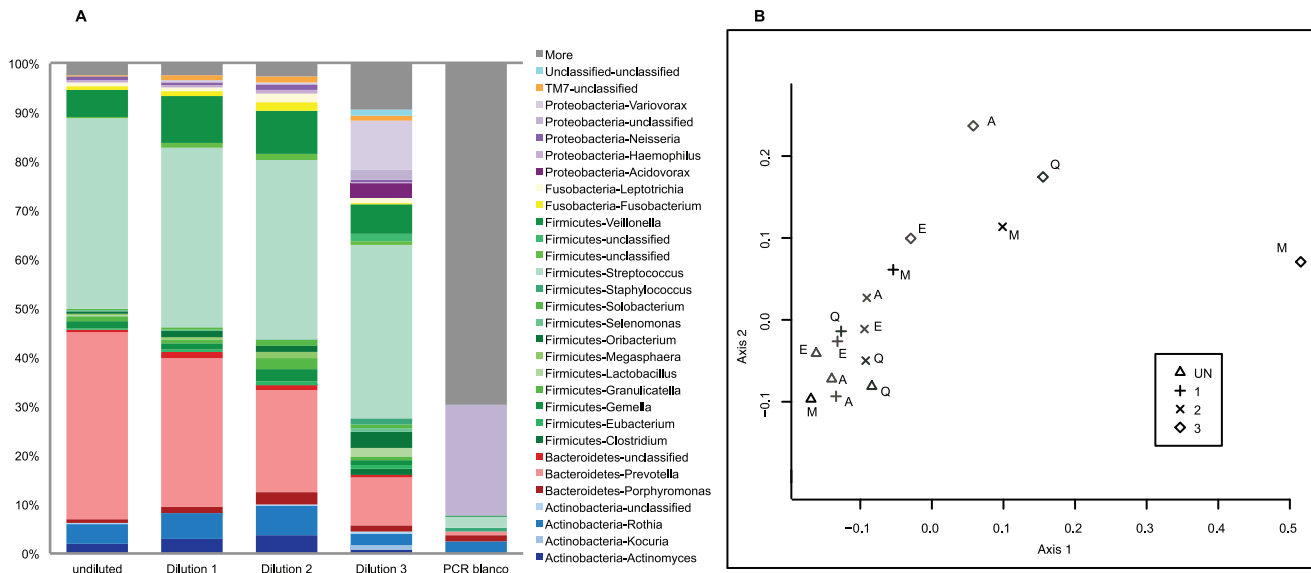 A
100%
90%
80%
70%
60%
50%
40%
30%
20%
10%
0%
undiluted
Dilution 1
Dilution 2
Dilution 3
PCR blanco
More
Unclassified-unclassified
TM7-unclassified
Proteobacteria-Variovorax
Proteobacteria-unclassified
Proteobacteria-Neisseria
Proteobacteria-Haemophilus
Proteobacteria-Acidovorax
Fusobacteria-Leptotrichia
Fusobacteria-Fusobacterium
Firmicutes-Veillonella
Firmicutes-unclassified
Firmicutes-unclassified
Firmicutes-Streptococcus
Firmicutes-Staphylococcus
Firmicutes-Solobacterium
Firmicutes-Selenomonas
Firmicutes-Oribacterium
Firmicutes-Megasphaera
Firmicutes-Lactobacillus
Firmicutes-Granulicatella
Firmicutes-Gemella
Firmicutes-Eubacterium
Firmicutes-Clostridium
Bacteroidetes-unclassified
Bacteroidetes-Prevotella
Bacteroidetes-Porphyromonas
Actinobacteria-unclassified
Actinobacteria-Rothia
Actinobacteria-Kocuria
Actinobacteria-Actinomyces
B
Axis 2
0.2
0.1
0.0
−0.1
A
Q
M
E
M
M
A
Q
E
E
E
Q
A
Q
M
A
UN
1
2
3
−0.1
0.0
0.1
0.2
0.3
0.4
0.5
Axis 1